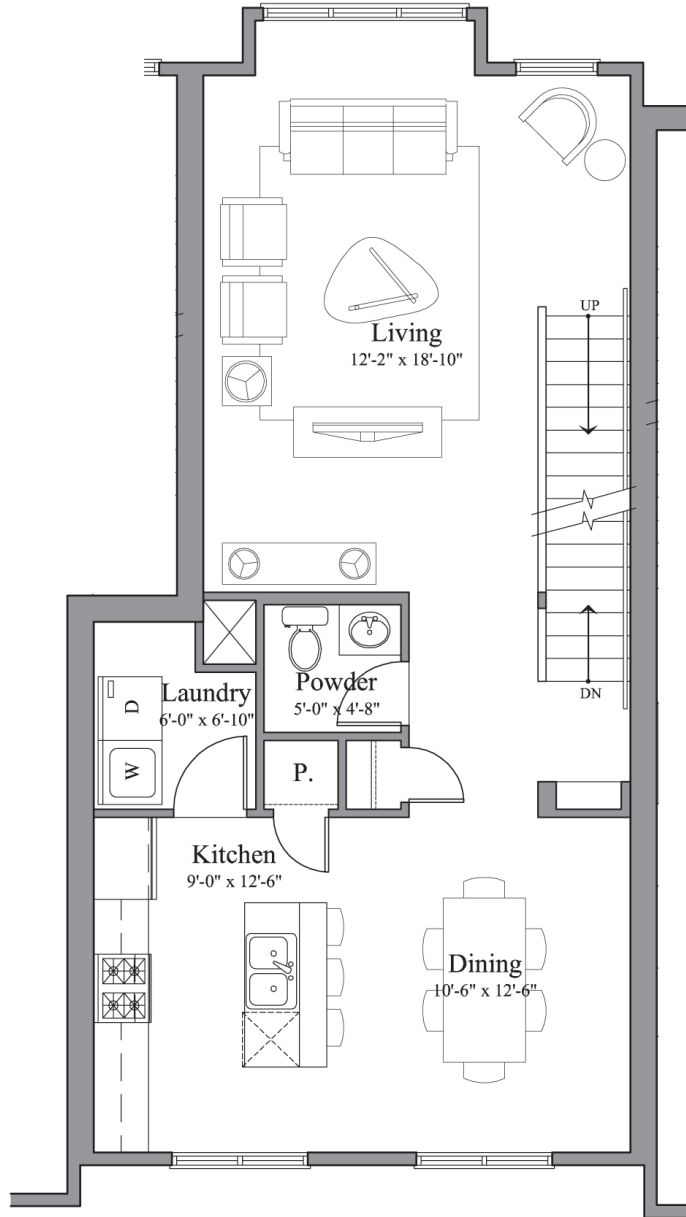 UP
Living
12'-2" x 18'-10"
DN
Laundry
6'-0" x 6'-10"
D
W
Powder
5'-0" x 4'-8"
P.
Kitchen
9'-0" x 12'-6"
Dining
10'-6" x 12'-6"